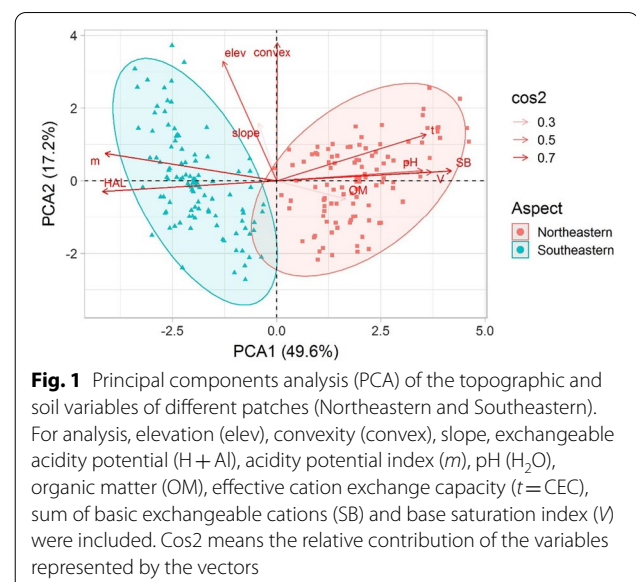 4
2
0
-2
PCA2 (17.2%)
elev
convex
slope
m
HAL
t
pH
SB
V
OM
-2.5
0.0
2.5
5.0
PCA1 (49.6%)
cos2
0.3
0.5
0.7
Aspect
Northeastern
Southeastern
Fig. 1 Principal components analysis (PCA) of the topographic and
soil variables of different patches (Northeastern and Southeastern).
For analysis, elevation (elev), convexity (convex), slope, exchangeable
acidity potential (H + Al), acidity potential index (m), pH (H₂O),
organic matter (OM), effective cation exchange capacity (t = CEC),
sum of basic exchangeable cations (SB) and base saturation index (V)
were included. Cos2 means the relative contribution of the variables
represented by the vectors